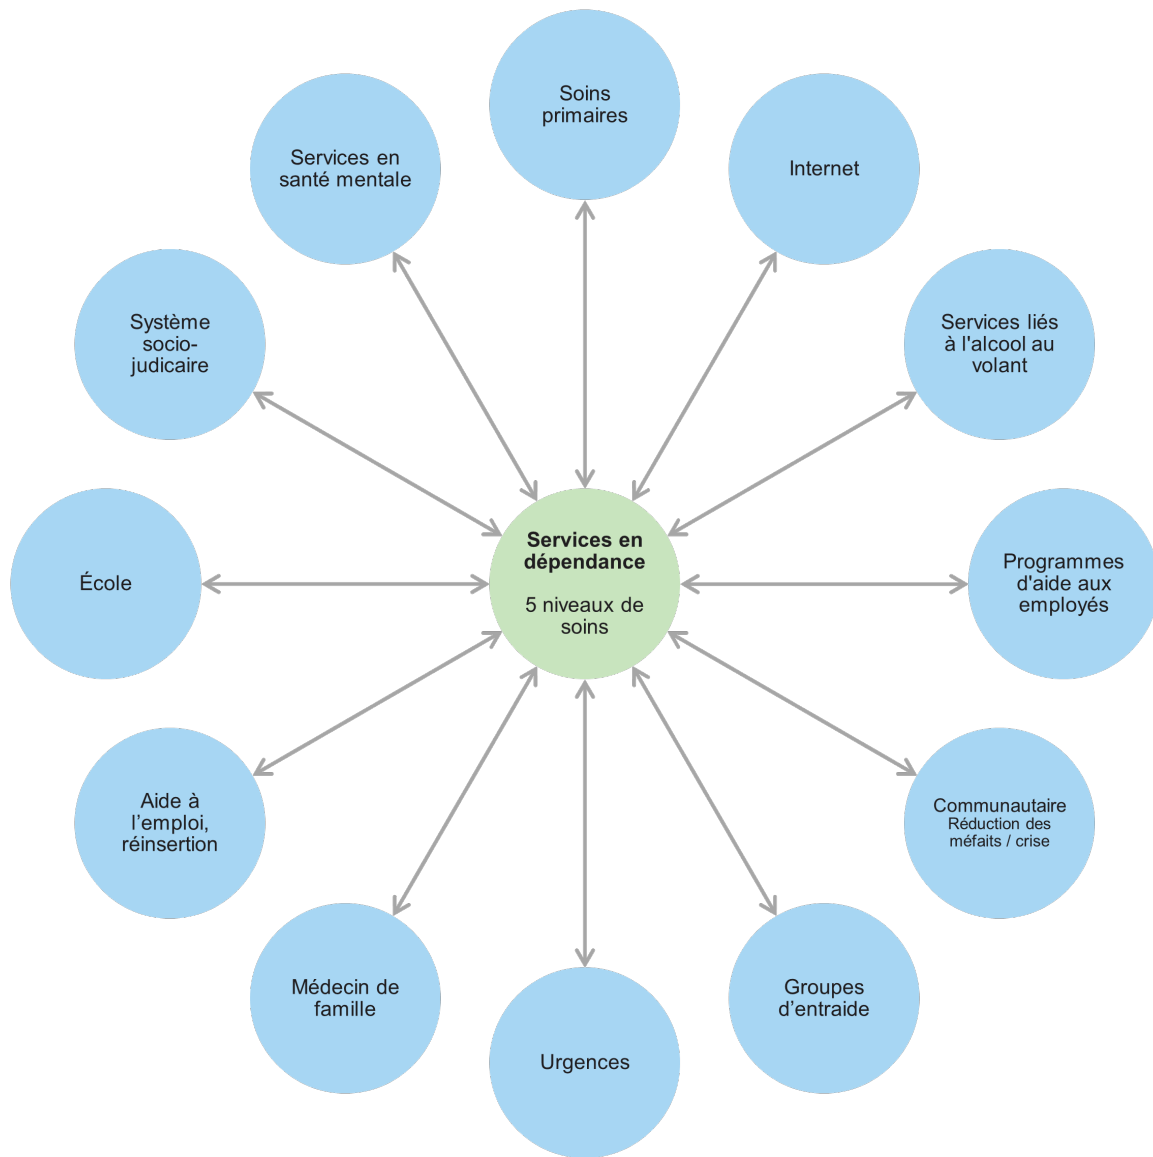 Soins
primaires
Internet
Services liés
à l'alcool au
volant
Programmes
d'aide aux
employés
Communautaire
Réduction des
méfaits / crise
Groupes
d’entraide
Urgences
Médecin de
famille
Aide à
l’emploi,
réinsertion
École
Système
socio-
judicaire
Services en
santé mentale
Services en
dépendance
5 niveaux de
soins